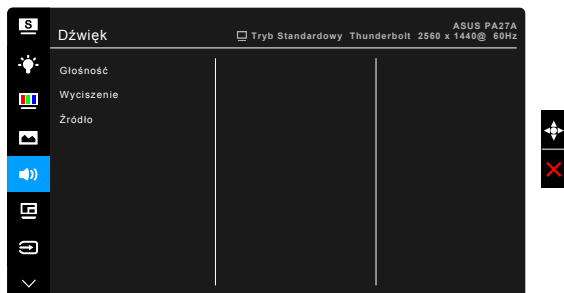 S
Dźwięk
ASUS PA27A
Tryb Standardowy Thunderbolt 2560 x 1440@ 60Hz
Głośność
Wyciszenie
Źródło